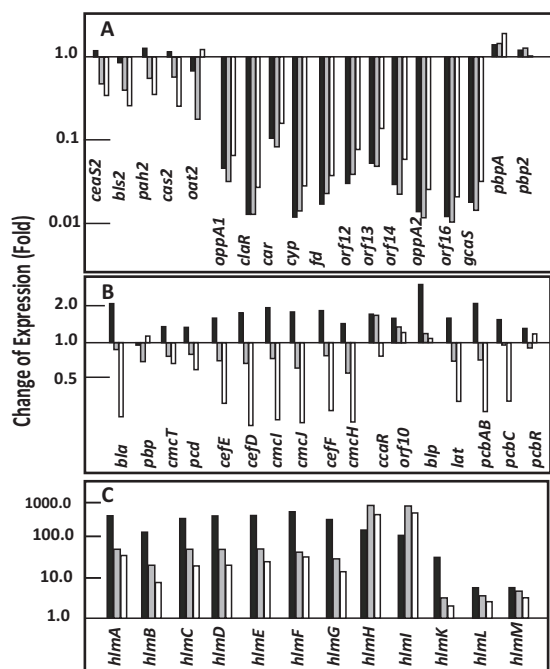 Change of Expression (Fold)
A
1.0
0.1
0.01
ceaS2
bls2
pah2
cas2
oat2
oppA1
claR
car
cyp
fd
orf12
orf13
orf14
oppA2
orf16
gcaS
pbpA
pbp2
B
2.0
1.0
0.5
bla
pbp
cmcT
pcd
cefE
cefD
cmcI
cmcJ
cefF
cmcH
ccaR
orf10
blp
lat
pcbAB
pcbC
pcbR
C
1000.0
100.0
10.0
1.0
hlmA
hlmB
hlmC
hlmD
hlmE
hlmF
hlmG
hlmH
hlmI
hlmK
hlmL
hlmM